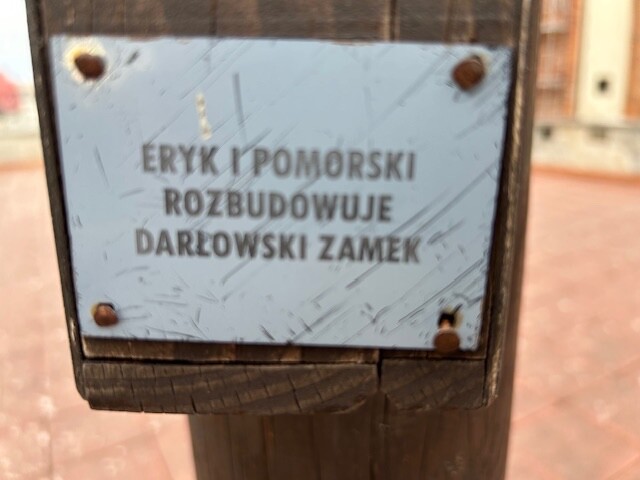 ERYK I POMORSKI
ROZBUDOWUJE
DARŁOWSKI ZAMEK